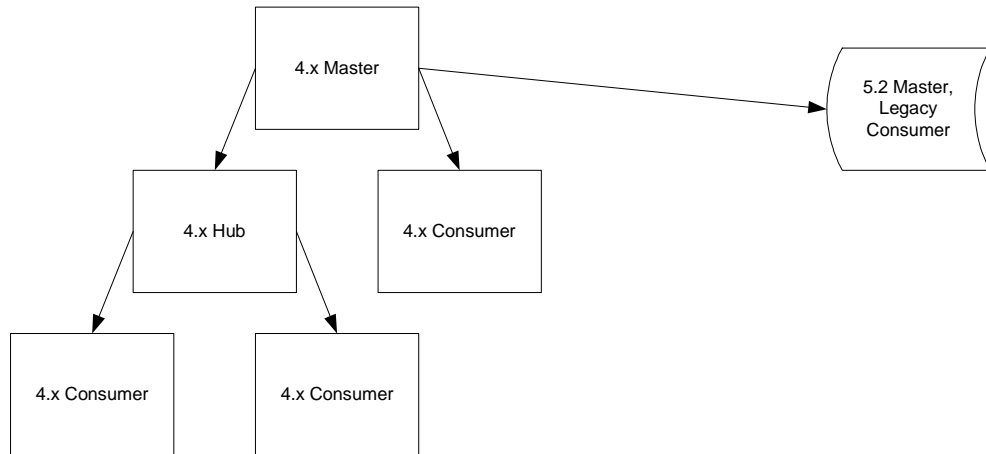 4.x Master
5.2 Master,
Legacy
Consumer
4.x Hub
4.x Consumer
4.x Consumer
4.x Consumer